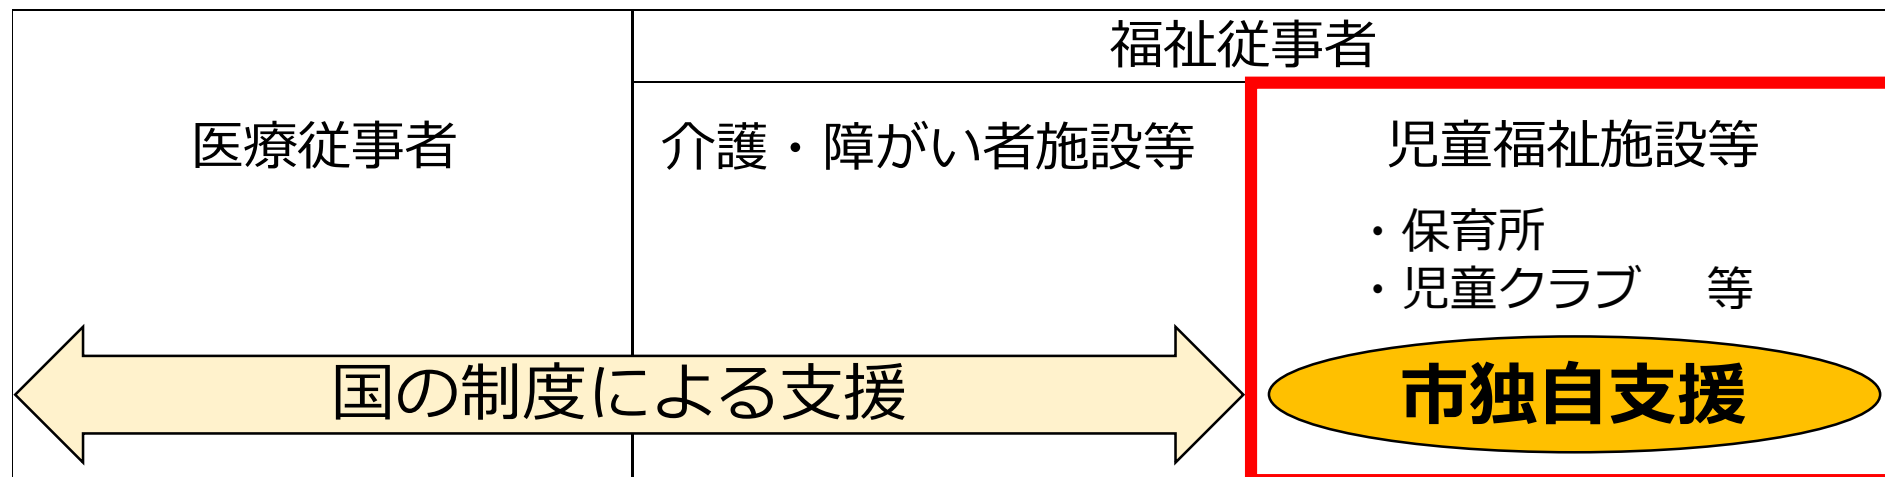 福祉従事者
医療従事者
介護・障がい者施設等
児童福祉施設等
・保育所
・児童クラブ　等
国の制度による支援
市独自支援